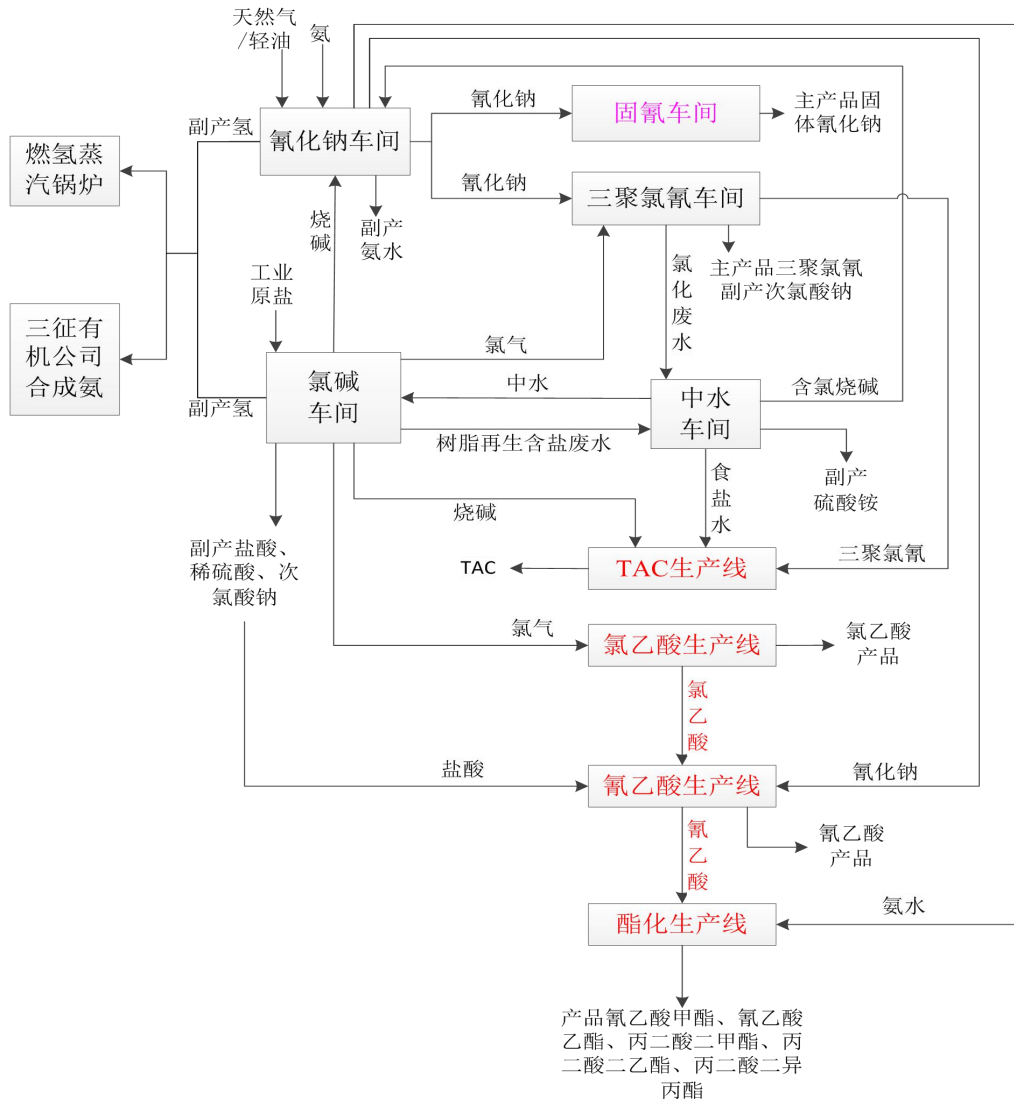 天然气
/轻油
氨
副产氢
氰化钠车间
氰化钠
固氰车间
主产品固
体氰化钠
燃氢蒸
汽锅炉
氰化钠
三聚氯氰车间
烧
碱
副产
氨水
工业
原盐
氯
化
废
水
主产品三聚氯氰
副产次氯酸钠
三征有
机公司
合成氨
氯气
氯碱
车间
中水
中水
车间
含氯烧碱
副产氢
树脂再生含盐废水
副产
硫酸铵
食
盐
水
烧碱
副产盐酸、
稀硫酸、次
氯酸钠
TAC
TAC生产线
三聚氯氰
氯气
氯乙酸生产线
氯乙酸
产品
氯
乙
酸
盐酸
氰乙酸生产线
氰化钠
氰
乙
酸
氰乙酸
产品
酯化生产线
氨水
产品氰乙酸甲酯、氰乙酸
乙酯、丙二酸二甲酯、丙
二酸二乙酯、丙二酸二异
丙酯